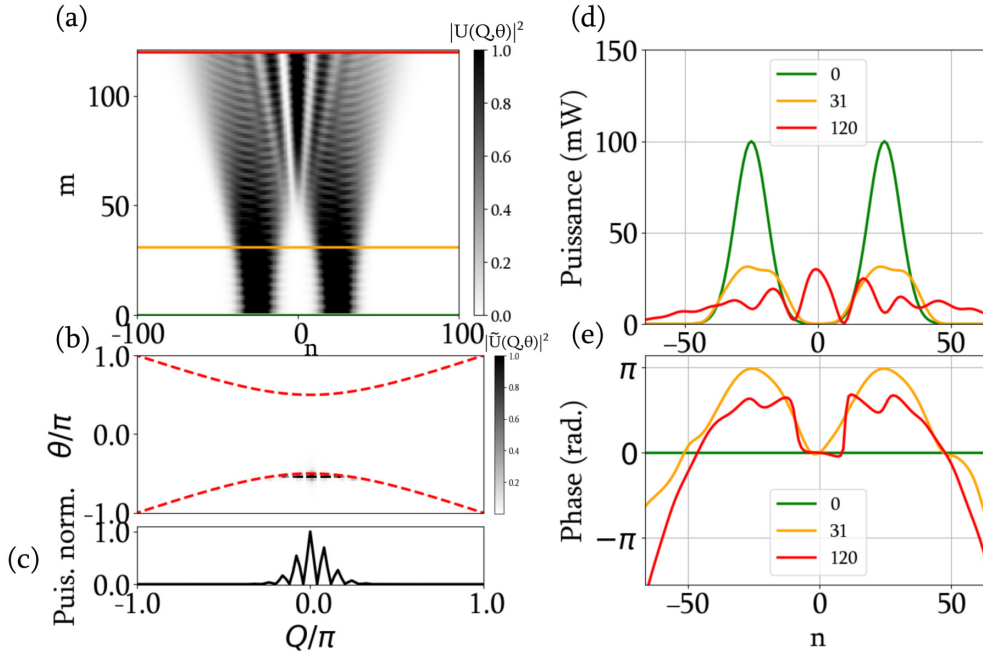 (a)
|U(Q,θ)|²
100
50
0
m
-100
0
100
n
1.0
0.8
0.6
0.4
0.2
0.0
(b)
|Ũ(Q,θ)|²
1.0
0.0
-1.0
θ/π
1.0
0.8
0.6
0.4
0.2
(c)
Puis. norm.
1.0
0.0
-1.0
0.0
1.0
Q/π
(d)
Puissance (mW)
150
100
50
0
-50
0
50
0
31
120
(e)
Phase (rad.)
π
0
-π
0
31
120
-50
0
50
n